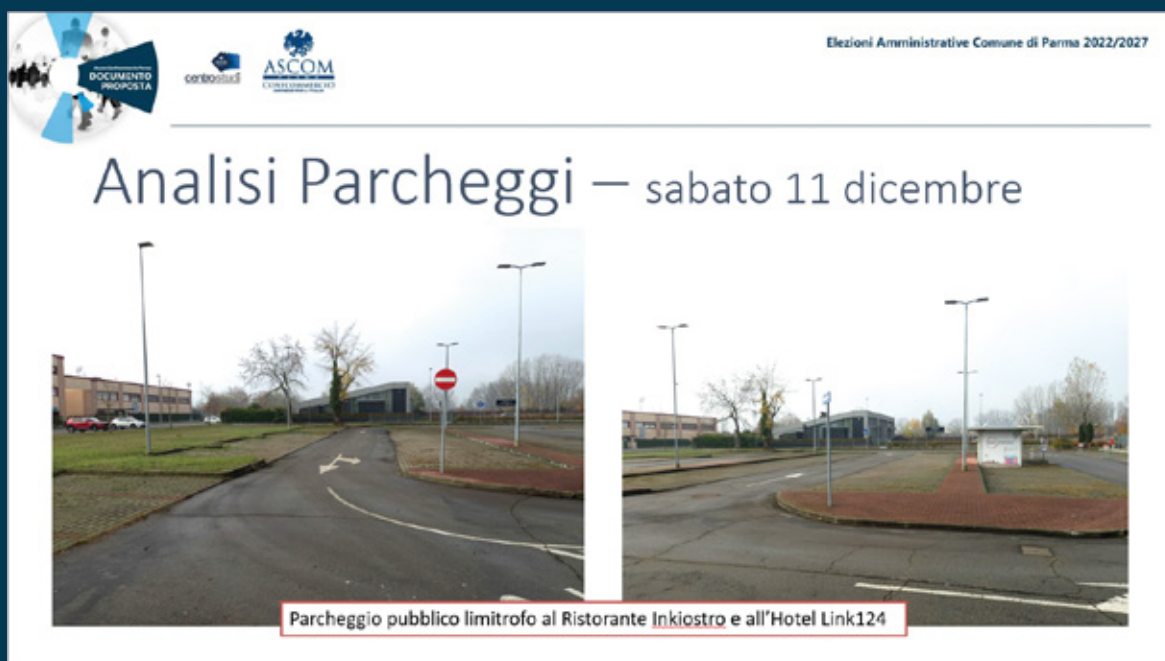 Elezioni Amministrative Comune di Parma 2022/2027
DOCUMENTO
PROPOSTA
centrostudi
ASCOM
CONFCOMMERCIO
Analisi Parcheggi – sabato 11 dicembre
Parcheggio pubblico limitrofo al Ristorante Inkiostro e all'Hotel Link124